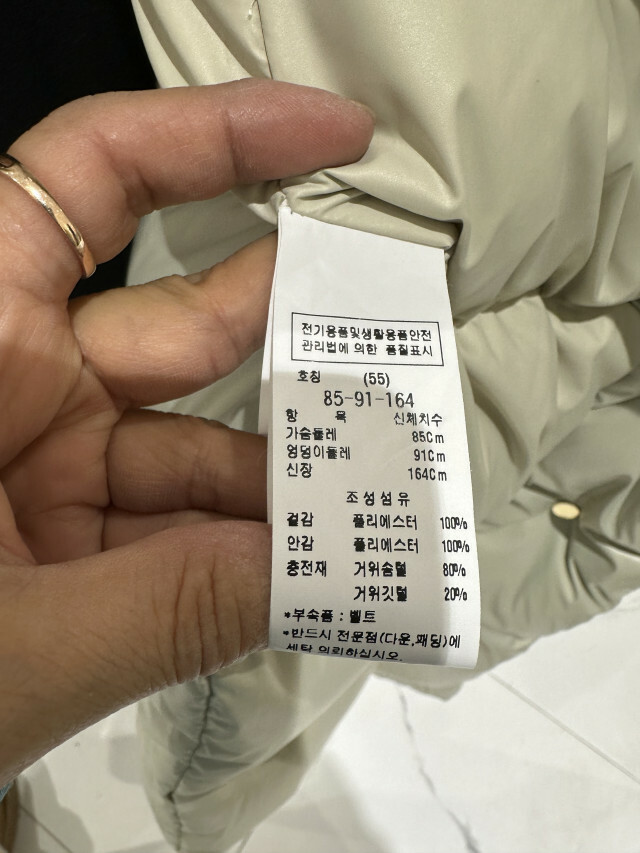 전기용품및생활용품안전
관리법에 의한 품질표시
호칭 (55)
85-91-164
항 목 신체치수
가슴둘레 85Cm
엉덩이둘레 91Cm
신장 164Cm
조성섬유
겉감 폴리에스터 100%
안감 폴리에스터 100%
충전재 거위솜털 80%
거위깃털 20%
*부속품 : 벨트
*반드시 전문점(다운,패딩)에
세탁 의뢰하십시오.